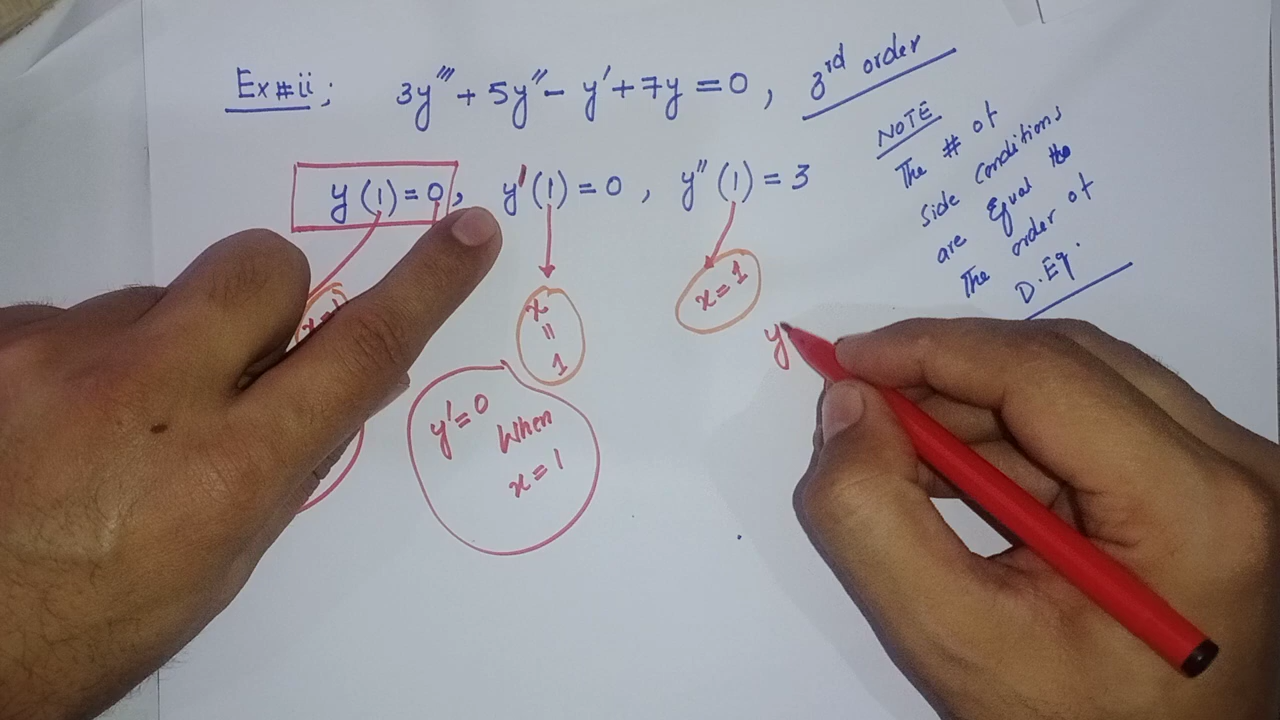 Ex#ii; 3y''' + 5y'' - y' + 7y = 0, 3rd order
y(1) = 0, y'(1) = 0, y''(1) = 3
NOTE
The # of
side conditions
are Equal the
The order of
D.Eq.
x = 1
x = 1
y' = 0
When
x = 1
y